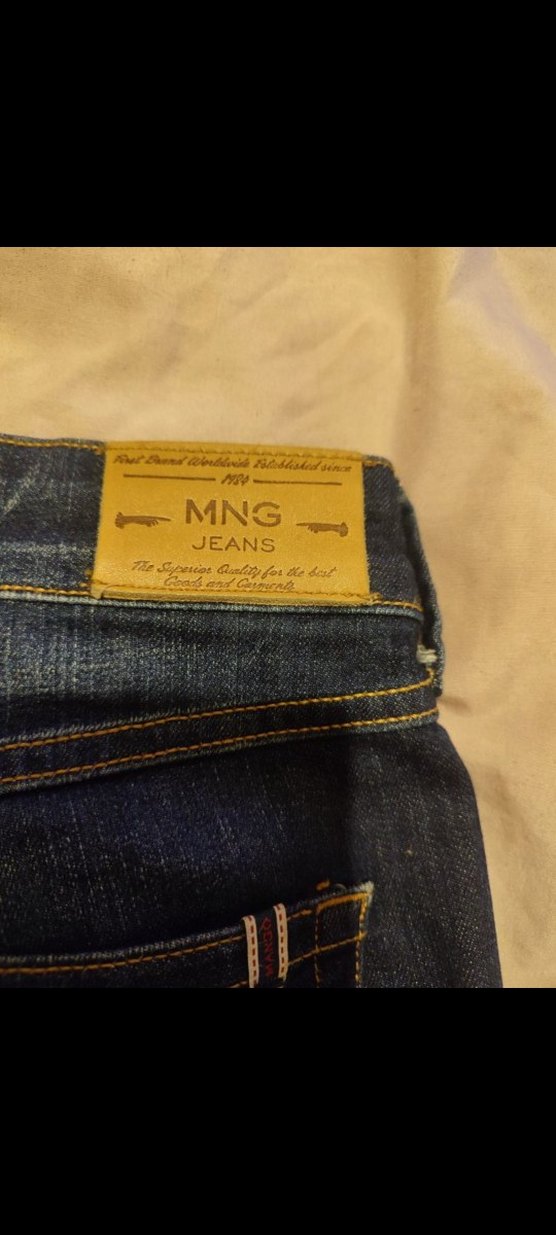 First Brand Worldwide Established since
1984
MNG
JEANS
The Superior Quality for the best
Goods and Garments
MANGO